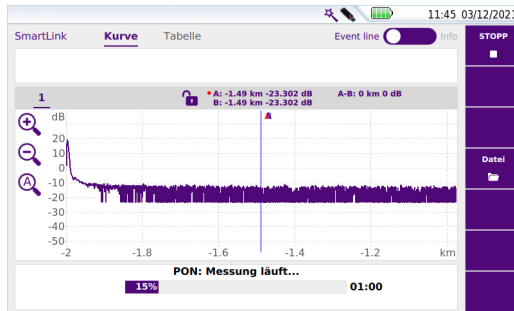 11:45 03/12/2021
SmartLink Kurve Tabelle Event line Info STOPP
1 • A: -1.49 km -23.302 dB A-B: 0 km 0 dB
B: -1.49 km -23.302 dB
dB
20
10
0
-10
-20
-30
-40
-50
-2 -1.8 -1.6 -1.4 -1.2 km
A
Datei
PON: Messung läuft...
15% 01:00